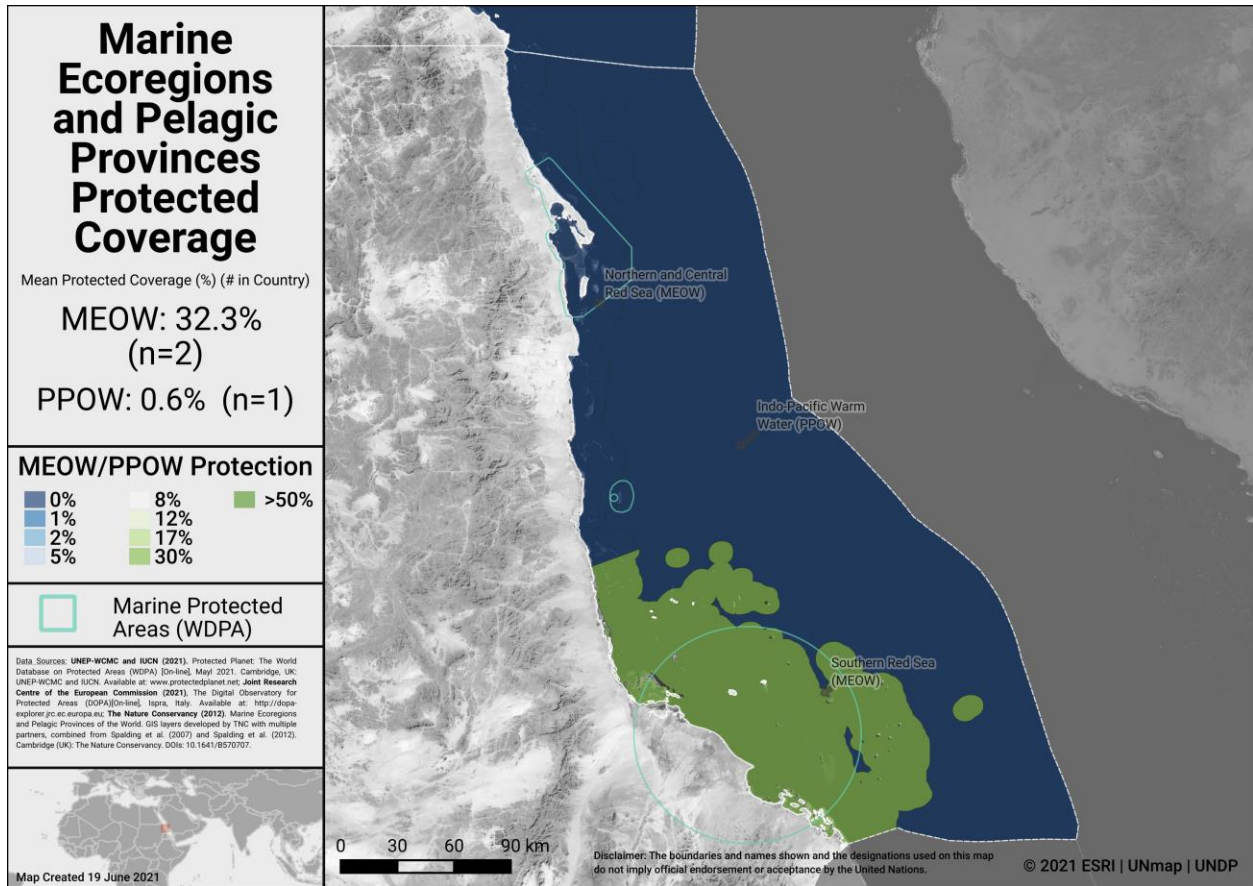 Marine
Ecoregions
and Pelagic
Provinces
Protected
Coverage
Mean Protected Coverage (%) (# in Country)
MEOW: 32.3%
(n=2)
PPOW: 0.6% (n=1)
MEOW/PPOW Protection
0%
1%
2%
5%
8%
12%
17%
30%
>50%
Marine Protected
Areas (WDPA)
Data Sources: UNEP-WCMC and IUCN (2021). Protected Planet: The World
Database on Protected Areas (WDPA) [On-line], Mayl 2021. Cambridge, UK:
UNEP-WCMC and IUCN. Available at: www.protectedplanet.net; Joint Research
Centre of the European Commission (2021), The Digital Observatory for
Protected Areas (DOPA)[On-line], Ispra, Italy. Available at: http://dopa-
explorer.jrc.ec.europa.eu; The Nature Conservancy (2012). Marine Ecoregions
and Pelagic Provinces of the World. GIS layers developed by TNC with multiple
partners, combined from Spalding et al. (2007) and Spalding et al. (2012).
Cambridge (UK): The Nature Conservancy. DOIs: 10.1641/B570707.
Map Created 19 June 2021
Northern and Central
Red Sea (MEOW)
Indo-Pacific Warm
Water (PPOW)
Southern Red Sea
(MEOW)
0 30 60 90 km
Disclaimer: The boundaries and names shown and the designations used on this map
do not imply official endorsement or acceptance by the United Nations.
© 2021 ESRI | UNmap | UNDP